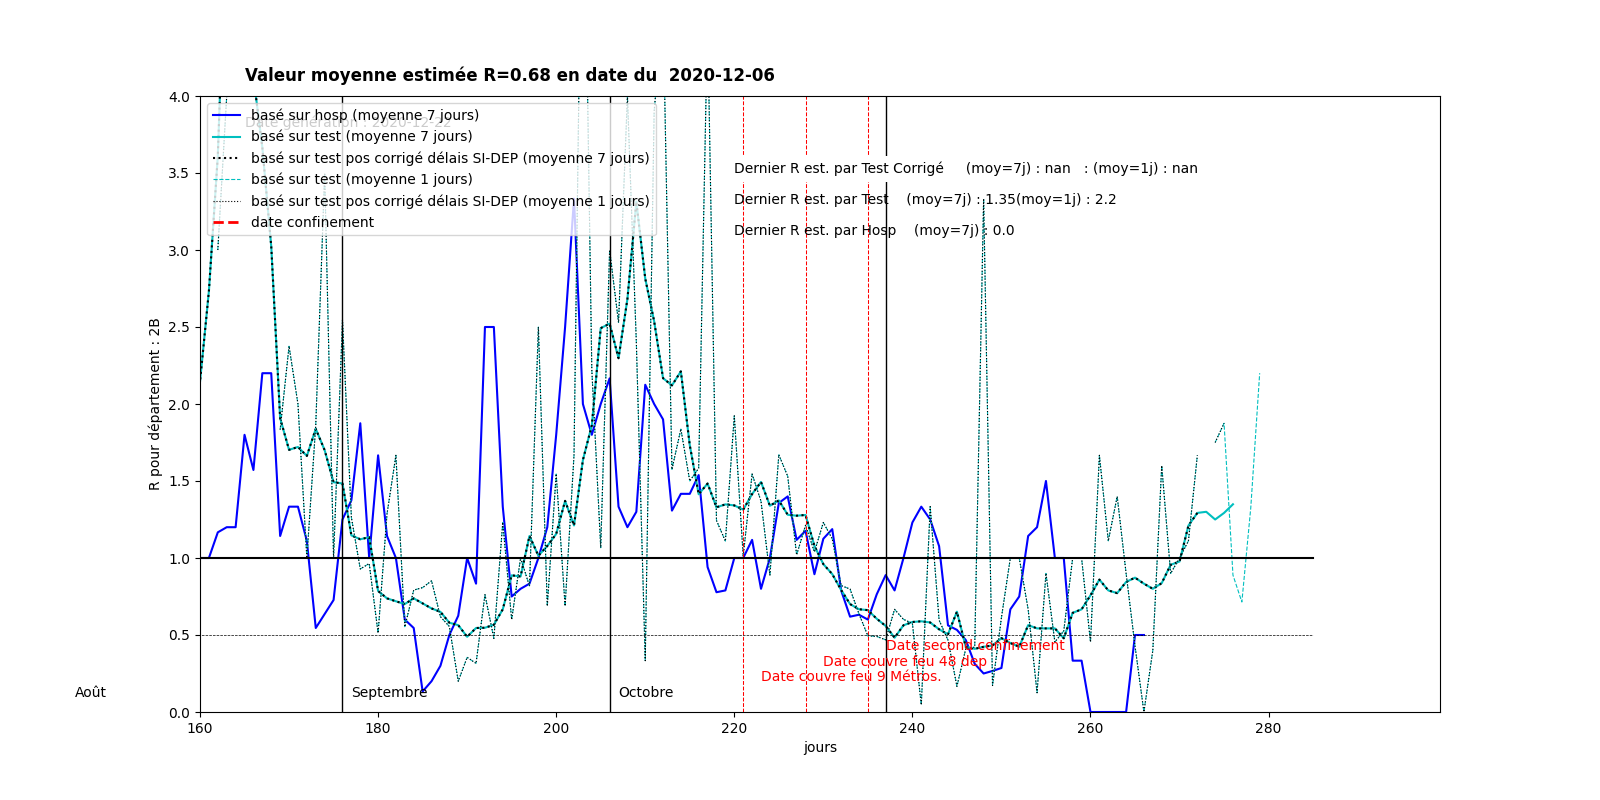 Valeur moyenne estimée R=0.68 en date du  2020-12-06
Date génération : 2020-12-22
basé sur hosp (moyenne 7 jours)
basé sur test (moyenne 7 jours)
basé sur test pos corrigé délais SI-DEP (moyenne 7 jours)
basé sur test (moyenne 1 jours)
basé sur test pos corrigé délais SI-DEP (moyenne 1 jours)
date confinement
Dernier R est. par Test Corrigé (moy=7j) : nan : (moy=1j) : nan
Dernier R est. par Test (moy=7j) : 1.35(moy=1j) : 2.2
Dernier R est. par Hosp (moy=7j) : 0.0
R pour département : 2B
4.0
3.5
3.0
2.5
2.0
1.5
1.0
0.5
0.0
Date second confinement
Date couvre feu 48 dep
Date couvre feu 9 Métros.
Août
Septembre
Octobre
160 180 200 220 240 260 280
jours